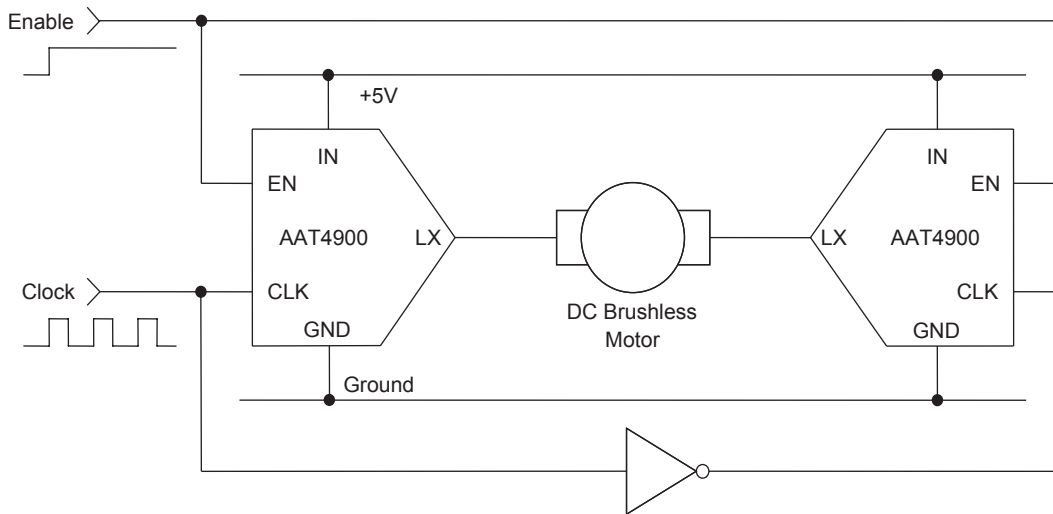 Enable
+5V
IN
EN
AAT4900
LX
CLK
GND
Clock
Ground
DC Brushless
Motor
IN
EN
LX
AAT4900
CLK
GND